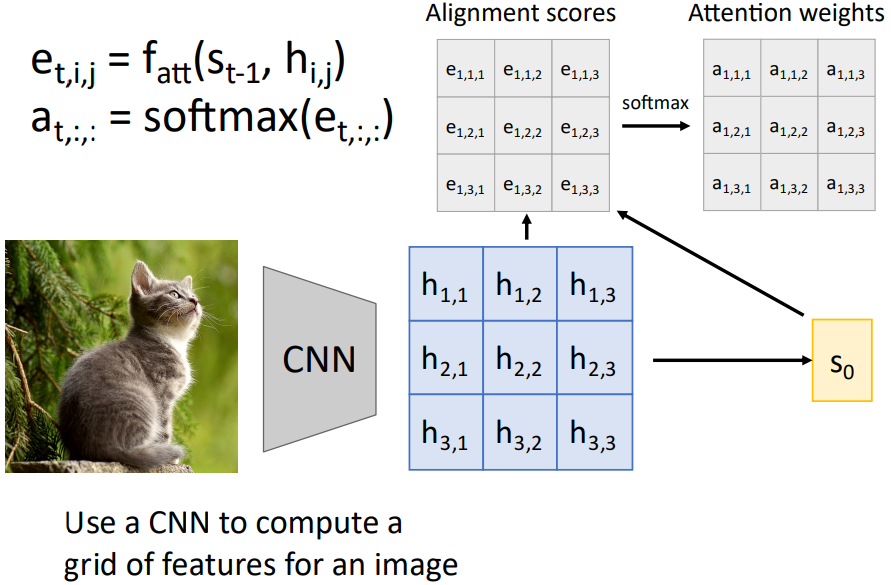 Alignment scores
Attention weights
e_{t,i,j} = f_{att}(s_{t-1}, h_{i,j})
a_{t,:,:} = softmax(e_{t,:,:})
e_{1,1,1} e_{1,1,2} e_{1,1,3}
e_{1,2,1} e_{1,2,2} e_{1,2,3}
e_{1,3,1} e_{1,3,2} e_{1,3,3}
softmax
a_{1,1,1} a_{1,1,2} a_{1,1,3}
a_{1,2,1} a_{1,2,2} a_{1,2,3}
a_{1,3,1} a_{1,3,2} a_{1,3,3}
CNN
h_{1,1} h_{1,2} h_{1,3}
h_{2,1} h_{2,2} h_{2,3}
h_{3,1} h_{3,2} h_{3,3}
s_0
Use a CNN to compute a
grid of features for an image